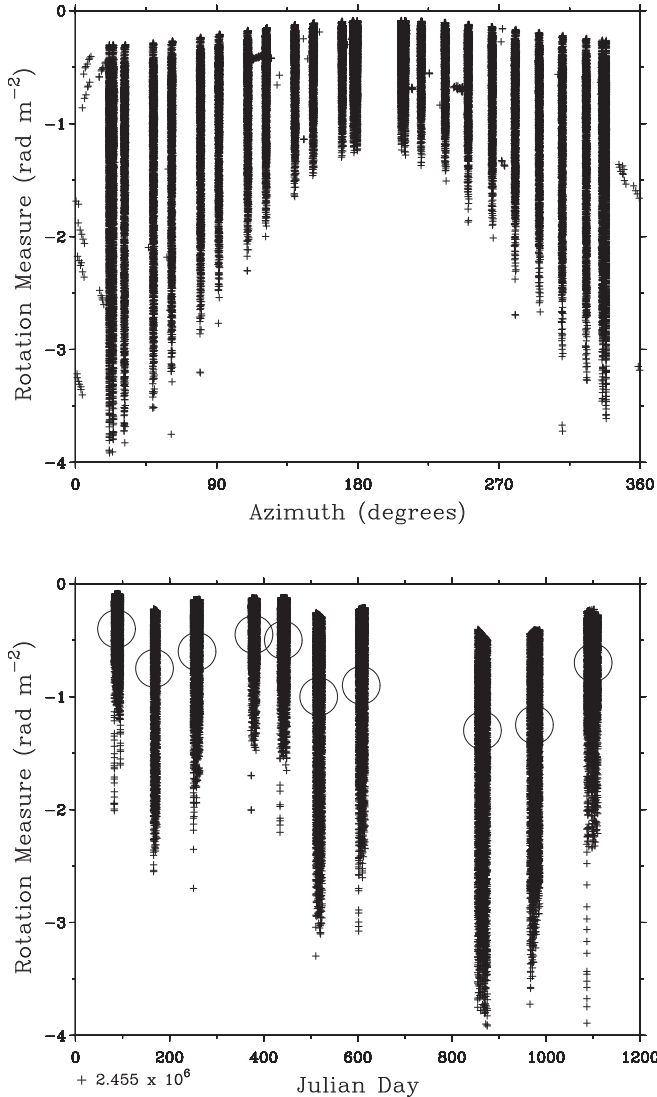 0
−1
−2
−3
−4
Rotation Measure (rad m−2)
0 90 180 270 360
Azimuth (degrees)
0
−1
−2
−3
−4
Rotation Measure (rad m−2)
0 200 400 600 800 1000 1200
+ 2.455 x 106
Julian Day